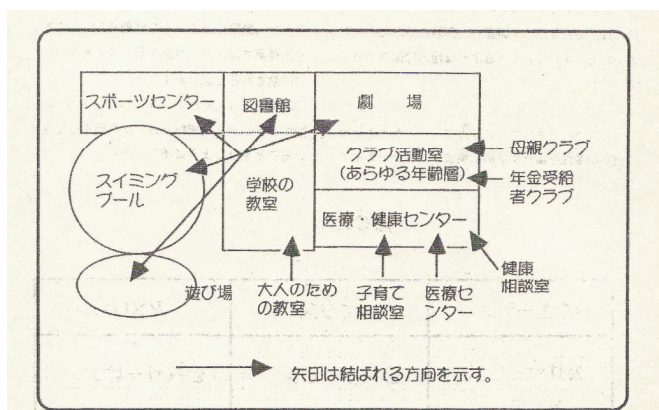 スポーツセンター
図書館
劇 場
スイミング
プール
学校の
教室
クラブ活動室
(あらゆる年齢層)
母親クラブ
年金受給
者クラブ
医療・健康センター
遊び場
大人のため
の教室
子育て
相談室
医療セ
ンター
健康
相談室
矢印は結ばれる方向を示す。